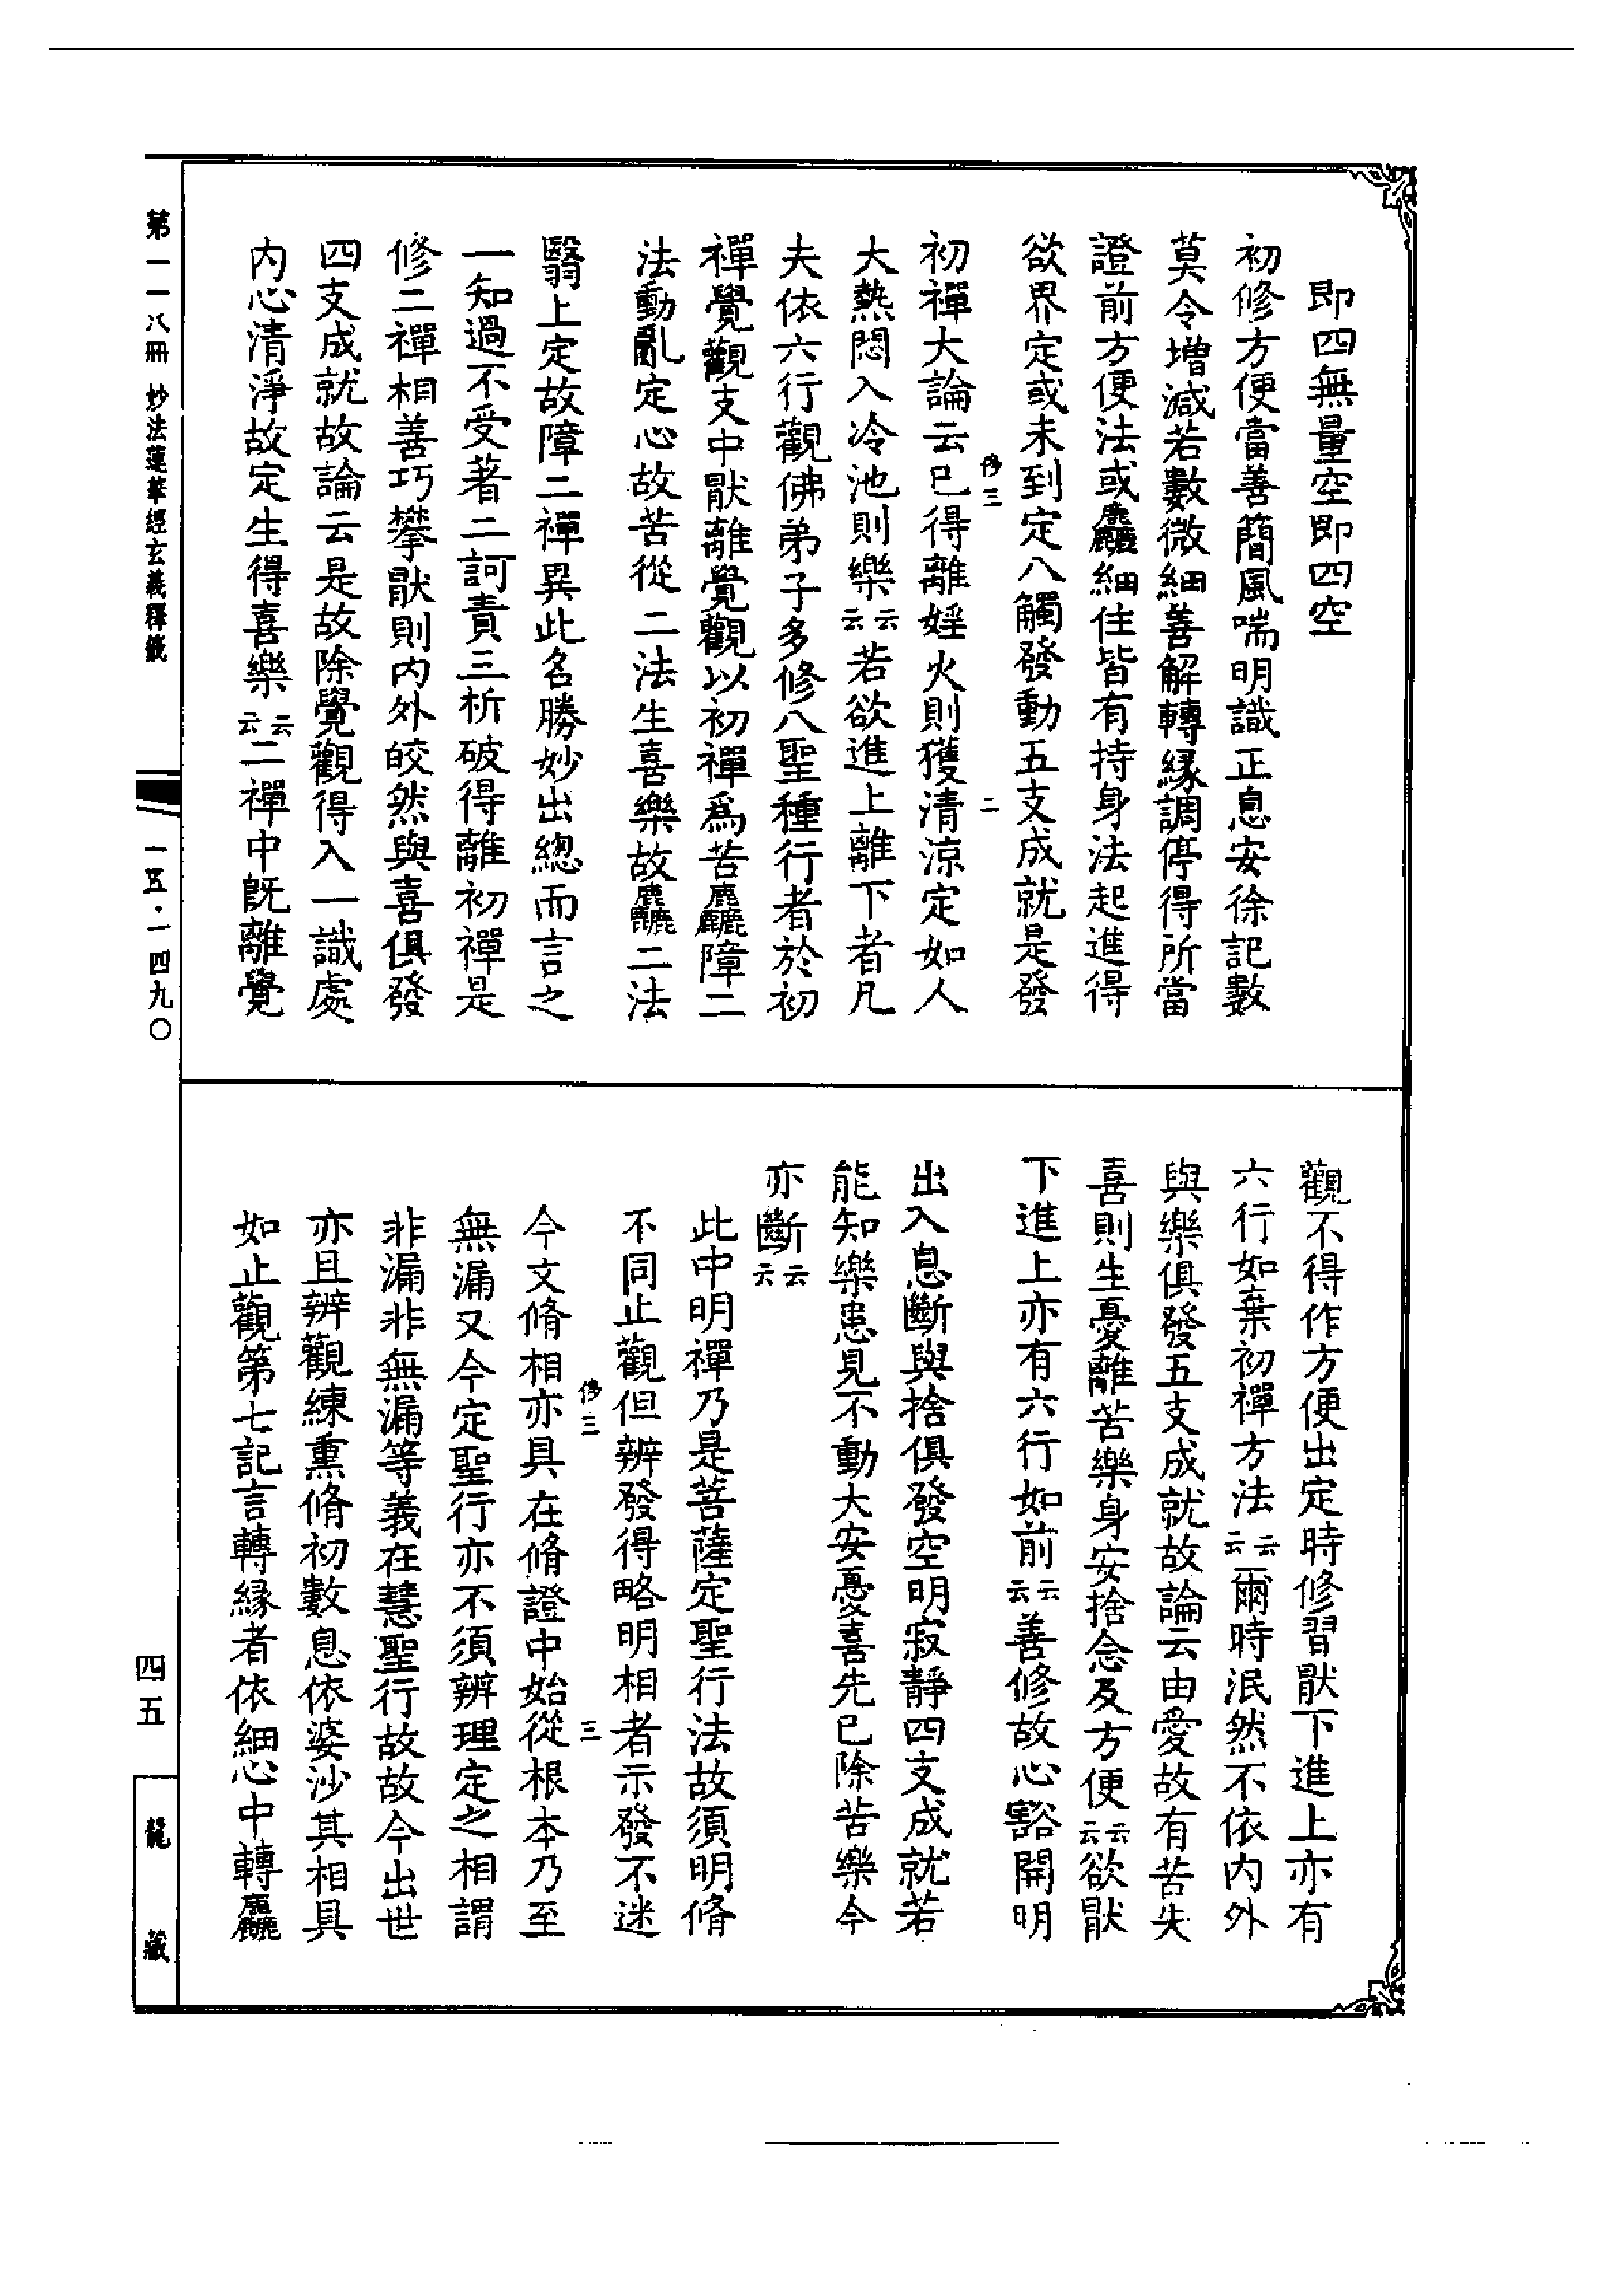 即四無量空即四空
初修方便當善簡風喘明識正息安徐記數
莫令増減若數微細善解轉縁調停得所當
證前方便法或麤細住皆有持身法起進得
欲界定或未到定八觸發動五支成就是發
初禪大論云已得離婬火則獲清涼定如人
大熱悶入冷池則樂云云若欲進上離下者凡
夫依六行觀佛弟子多修八聖種行者於初
禪覺觀支中猒離覺觀以初禪爲苦麤障二
法動亂定心故苦從二法生喜樂故麤二法
翳上定故障二禪異此名勝妙出總而言之
一知過不受著二訶責三析破得離初禪是
修二禪相善巧攀猒則内外皎然與喜俱發
四支成就故論云是故除覺觀得入一識處
内心清淨故定生得喜樂云云二禪中旣離覺
觀不得作方便出定時修習猒下進上亦有
六行如棄初禪方法云云爾時泯然不依内外
與樂俱發五支成就故論云由愛故有苦失
喜則生憂離苦樂身安捨念及方便云云欲猒
下進上亦有六行如前云云善修故心豁開明
出入息斷與捨俱發空明寂靜四支成就若
能知樂患見不動大安憂喜先已除苦樂今
亦斷云云
此中明禪乃是菩薩定聖行法故須明脩
不同止觀但辨發得略明相者示發不迷
今文脩相亦具在脩證中始從根本乃至
無漏又今定聖行亦不須辨理定之相謂
非漏非無漏等義在慧聖行故故今出世
亦且辨觀練熏脩初數息依婆沙其相具
如止觀第七記言轉縁者依細心中轉麤
第一一八冊 妙法蓮華經玄義釋籤
一五·一四九〇
四五
龍藏